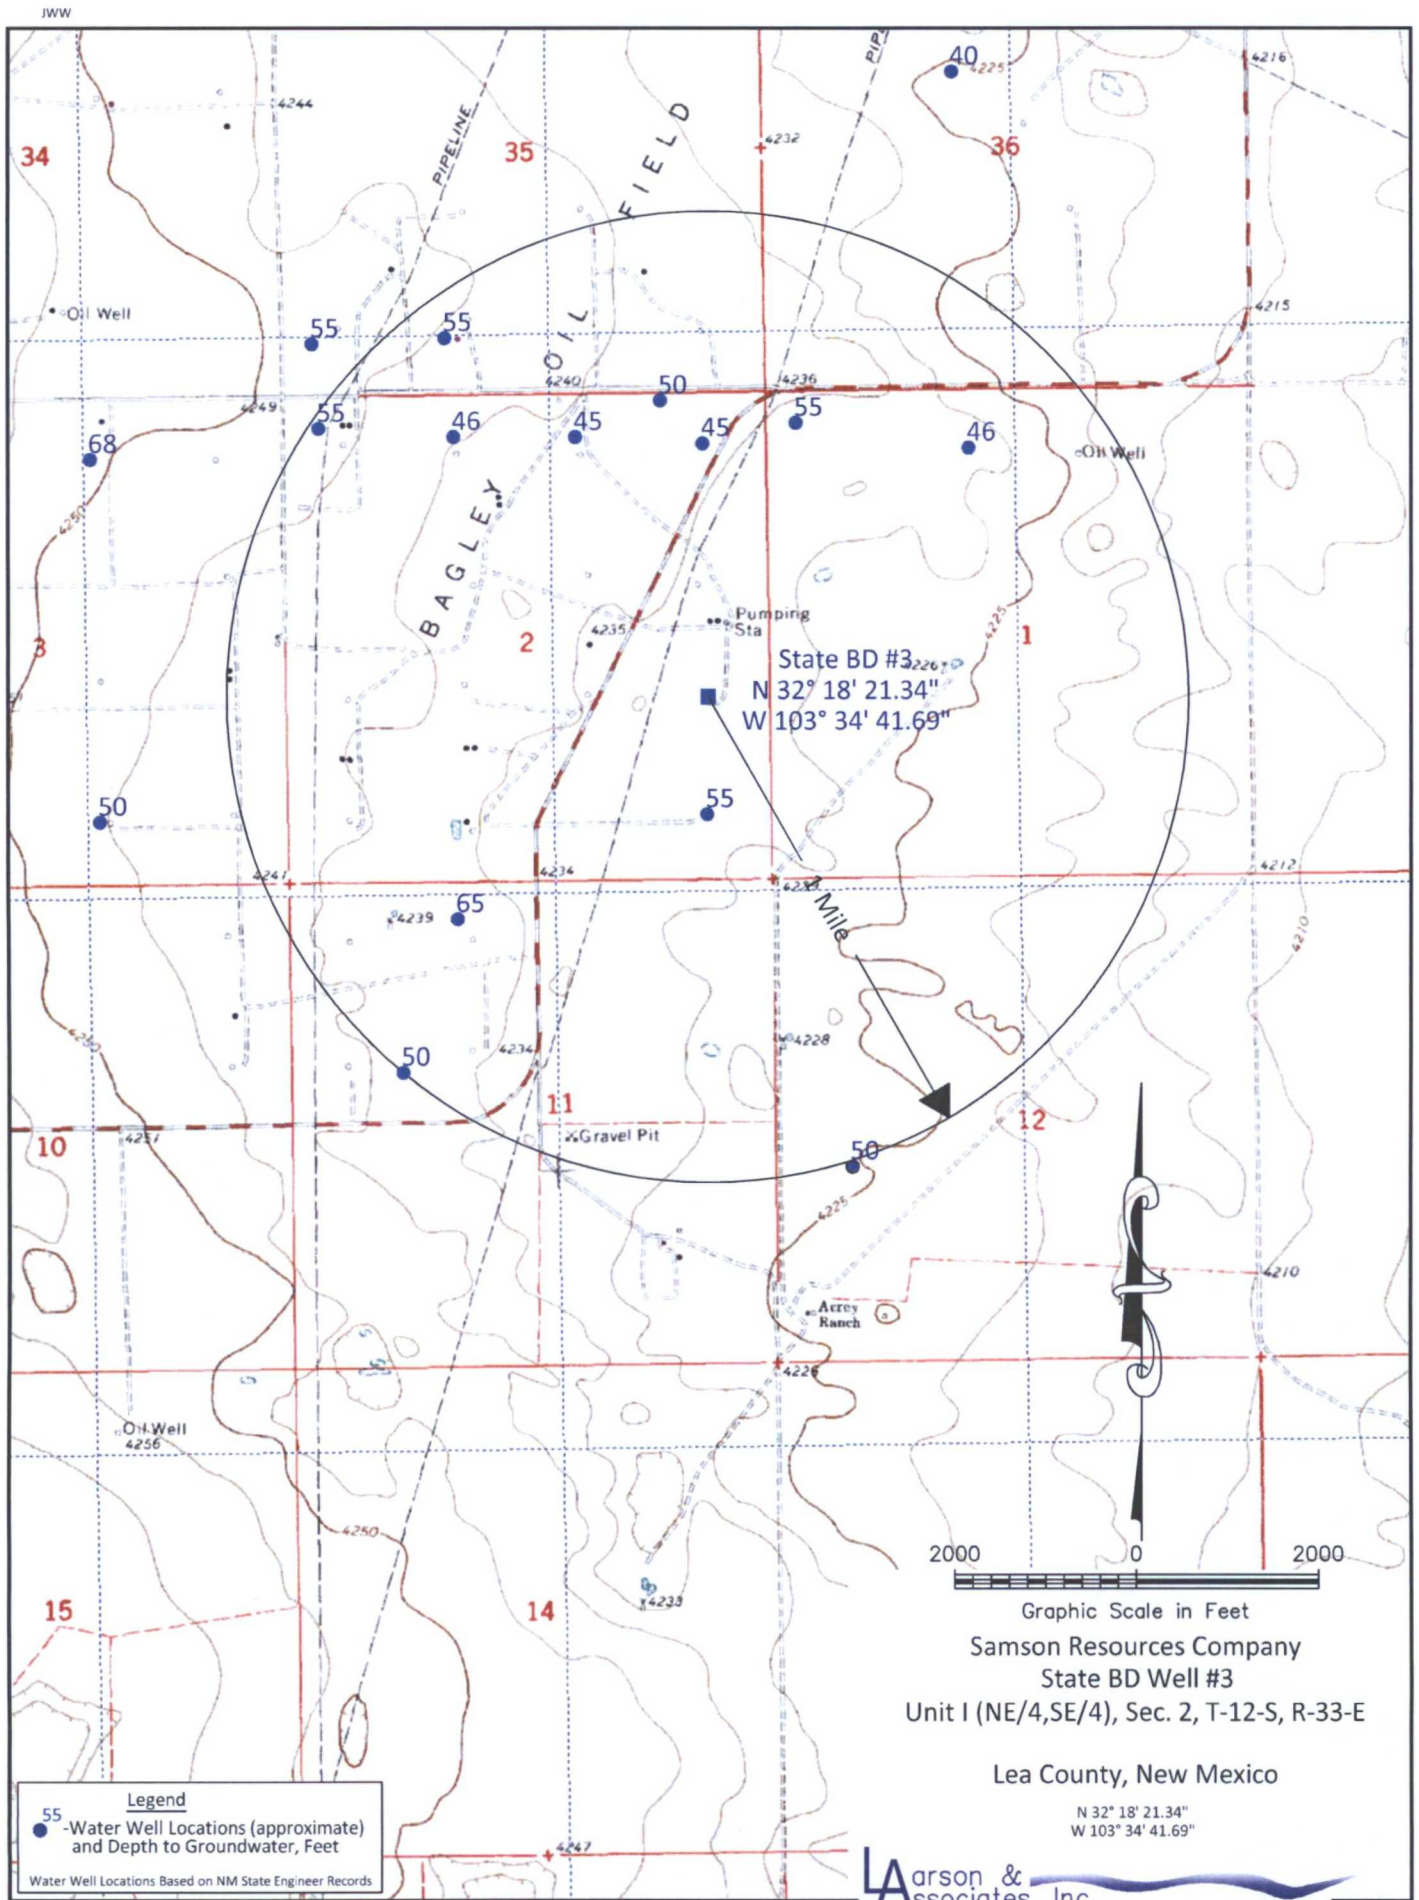 JWW
40
4225
4216
4244
PIPELINE
34
35
4232
36
BAGLEY OIL FIELD
Oil Well
55
55
4215
4240
4236
50
4249
55
46
45
45
55
46
68
Oil Well
4250
Pumping
Sta
4235
3
2
1
4225
State BD #3
4226
N 32° 18' 21.34"
W 103° 34' 41.69"
50
55
4241
4234
4212
1 Mile
4239
65
4210
4228
4250
4234
50
11
12
Gravel Pit
10
4251
50
4225
4210
Acrey
Ranch
4226
Oil Well
4256
4250
2000 0 2000
Graphic Scale in Feet
15
14
4233
Samson Resources Company
State BD Well #3
Unit I (NE/4,SE/4), Sec. 2, T-12-S, R-33-E
Lea County, New Mexico
N 32° 18' 21.34"
W 103° 34' 41.69"
Legend
55 -Water Well Locations (approximate)
and Depth to Groundwater, Feet
Water Well Locations Based on NM State Engineer Records
4247
Larson &
Associates, Inc.